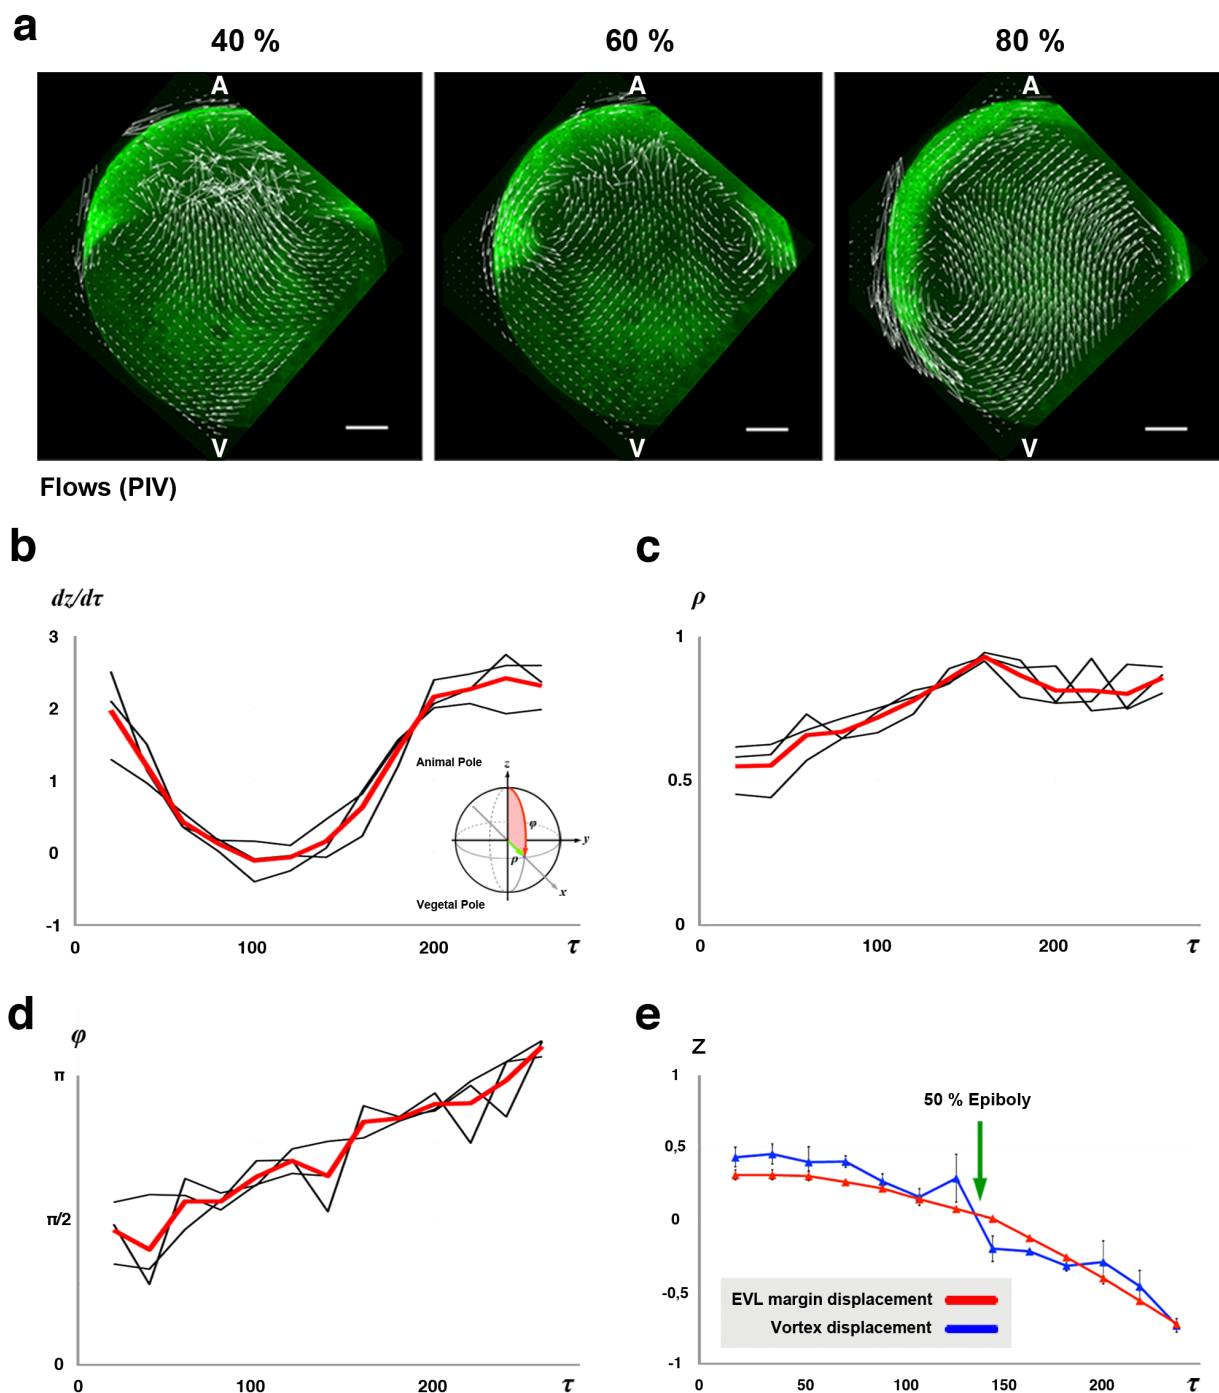 a
40 %
60 %
80 %
A
A
A
V
V
V
Flows (PIV)
b
dz/dτ
3
2
1
0
-1
0
100
200
τ
Animal Pole
z
φ
y
ρ
x
Vegetal Pole
c
ρ
1
0.5
0
0
100
200
τ
d
φ
π
π/2
0
0
100
200
τ
e
Z
1
0,5
0
-0,5
-1
0
50
100
150
200
τ
50 % Epiboly
EVL margin displacement
Vortex displacement